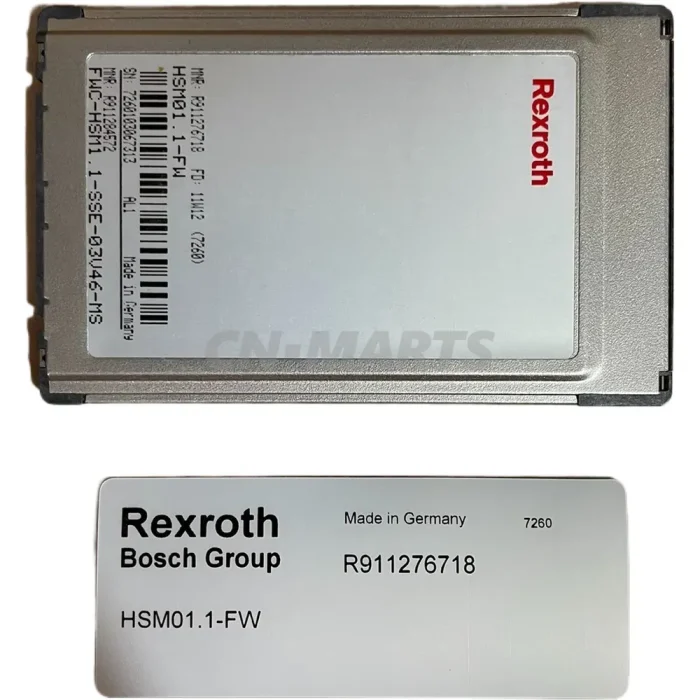 Rexroth
MNR: R911276718 FD: 11W12 (7260)
HSM01.1-FW
SN: 7260103067313 AL1 Made in Germany
MNR: R911284572
FWC-HSM1.1-SSE-03V46-MS
CN-MARTS
Rexroth
Bosch Group
Made in Germany
7260
R911276718
HSM01.1-FW